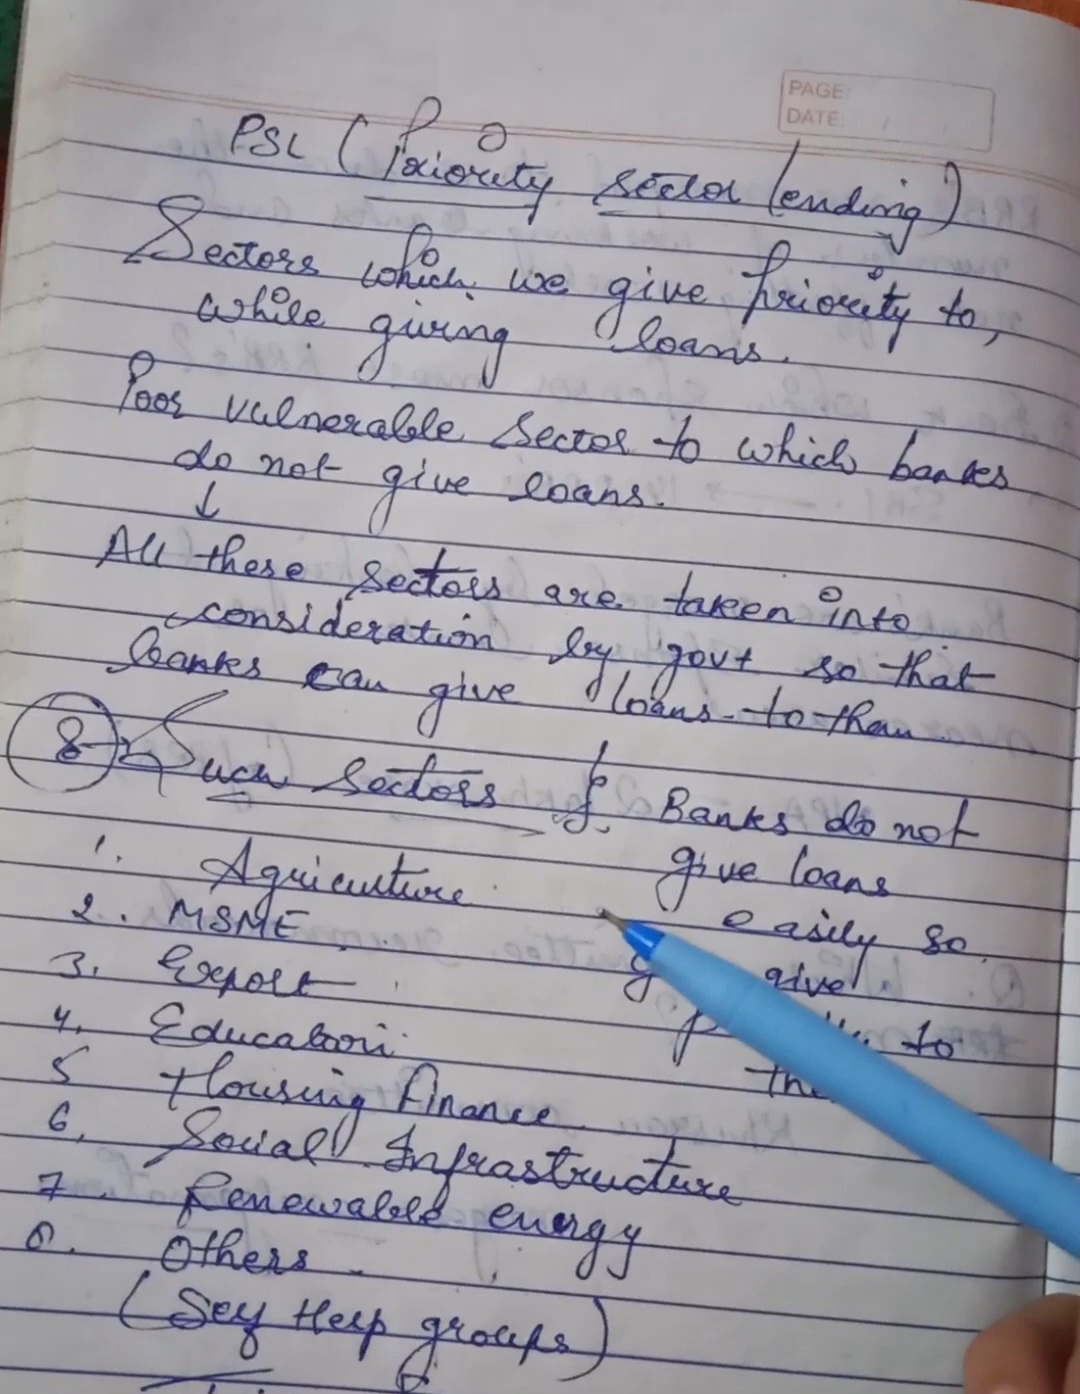 PAGE:
DATE:
PSL (Priority sector lending)
Sectors which we give priority to,
while giving loans.
Poor vulnerable sector to which banks
do not give loans.
↓
All these sectors are taken into
consideration by govt so that
banks can give loans to them
8 Such sectors of Banks do not
give loans
easily so
give
to
1. Agriculture
2. MSME
3. Export
4. Education
5 Housing finance
6. Social Infrastructure
7. Renewable energy
8. Others
(Self Help groups)